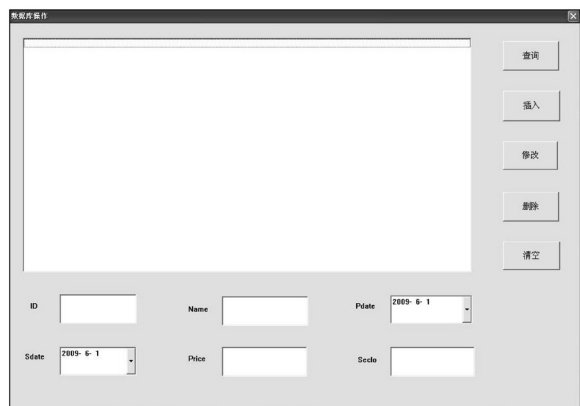 数据库操作
查询
插入
修改
删除
清空
ID
Name
Pdate
2009- 6- 1
Sdate
2009- 6- 1
Price
Seclo